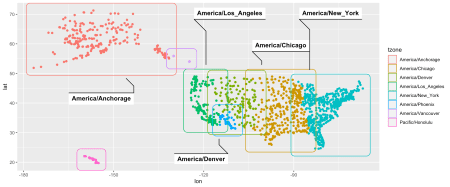 America/Los_Angeles
America/New_York
America/Chicago
America/Anchorage
America/Denver
70
60
50
40
30
20
lat
-180
-150
-120
-90
lon
tzone
America/Anchorage
America/Chicago
America/Denver
America/Los_Angeles
America/New_York
America/Phoenix
America/Vancouver
Pacific/Honolulu